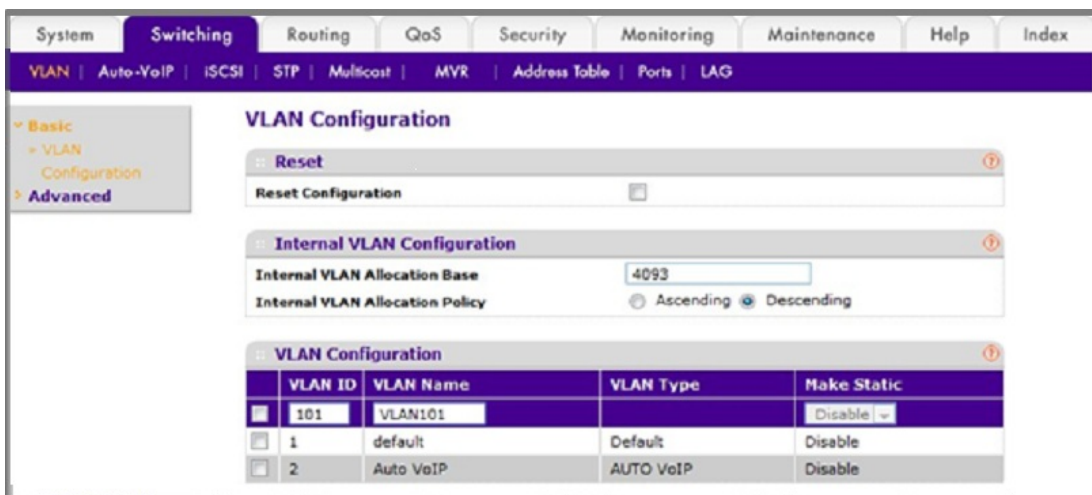 System Switching Routing QoS Security Monitoring Maintenance Help Index
VLAN | Auto-VoIP | iSCSI | STP | Multicast | MVR | Address Table | Ports | LAG
Basic
VLAN
Configuration
Advanced
VLAN Configuration
Reset
Reset Configuration
Internal VLAN Configuration
Internal VLAN Allocation Base 4093
Internal VLAN Allocation Policy Ascending Descending
VLAN Configuration
VLAN ID VLAN Name VLAN Type Make Static
101 VLAN101 Disable
1 default Default Disable
2 Auto VoIP AUTO VoIP Disable